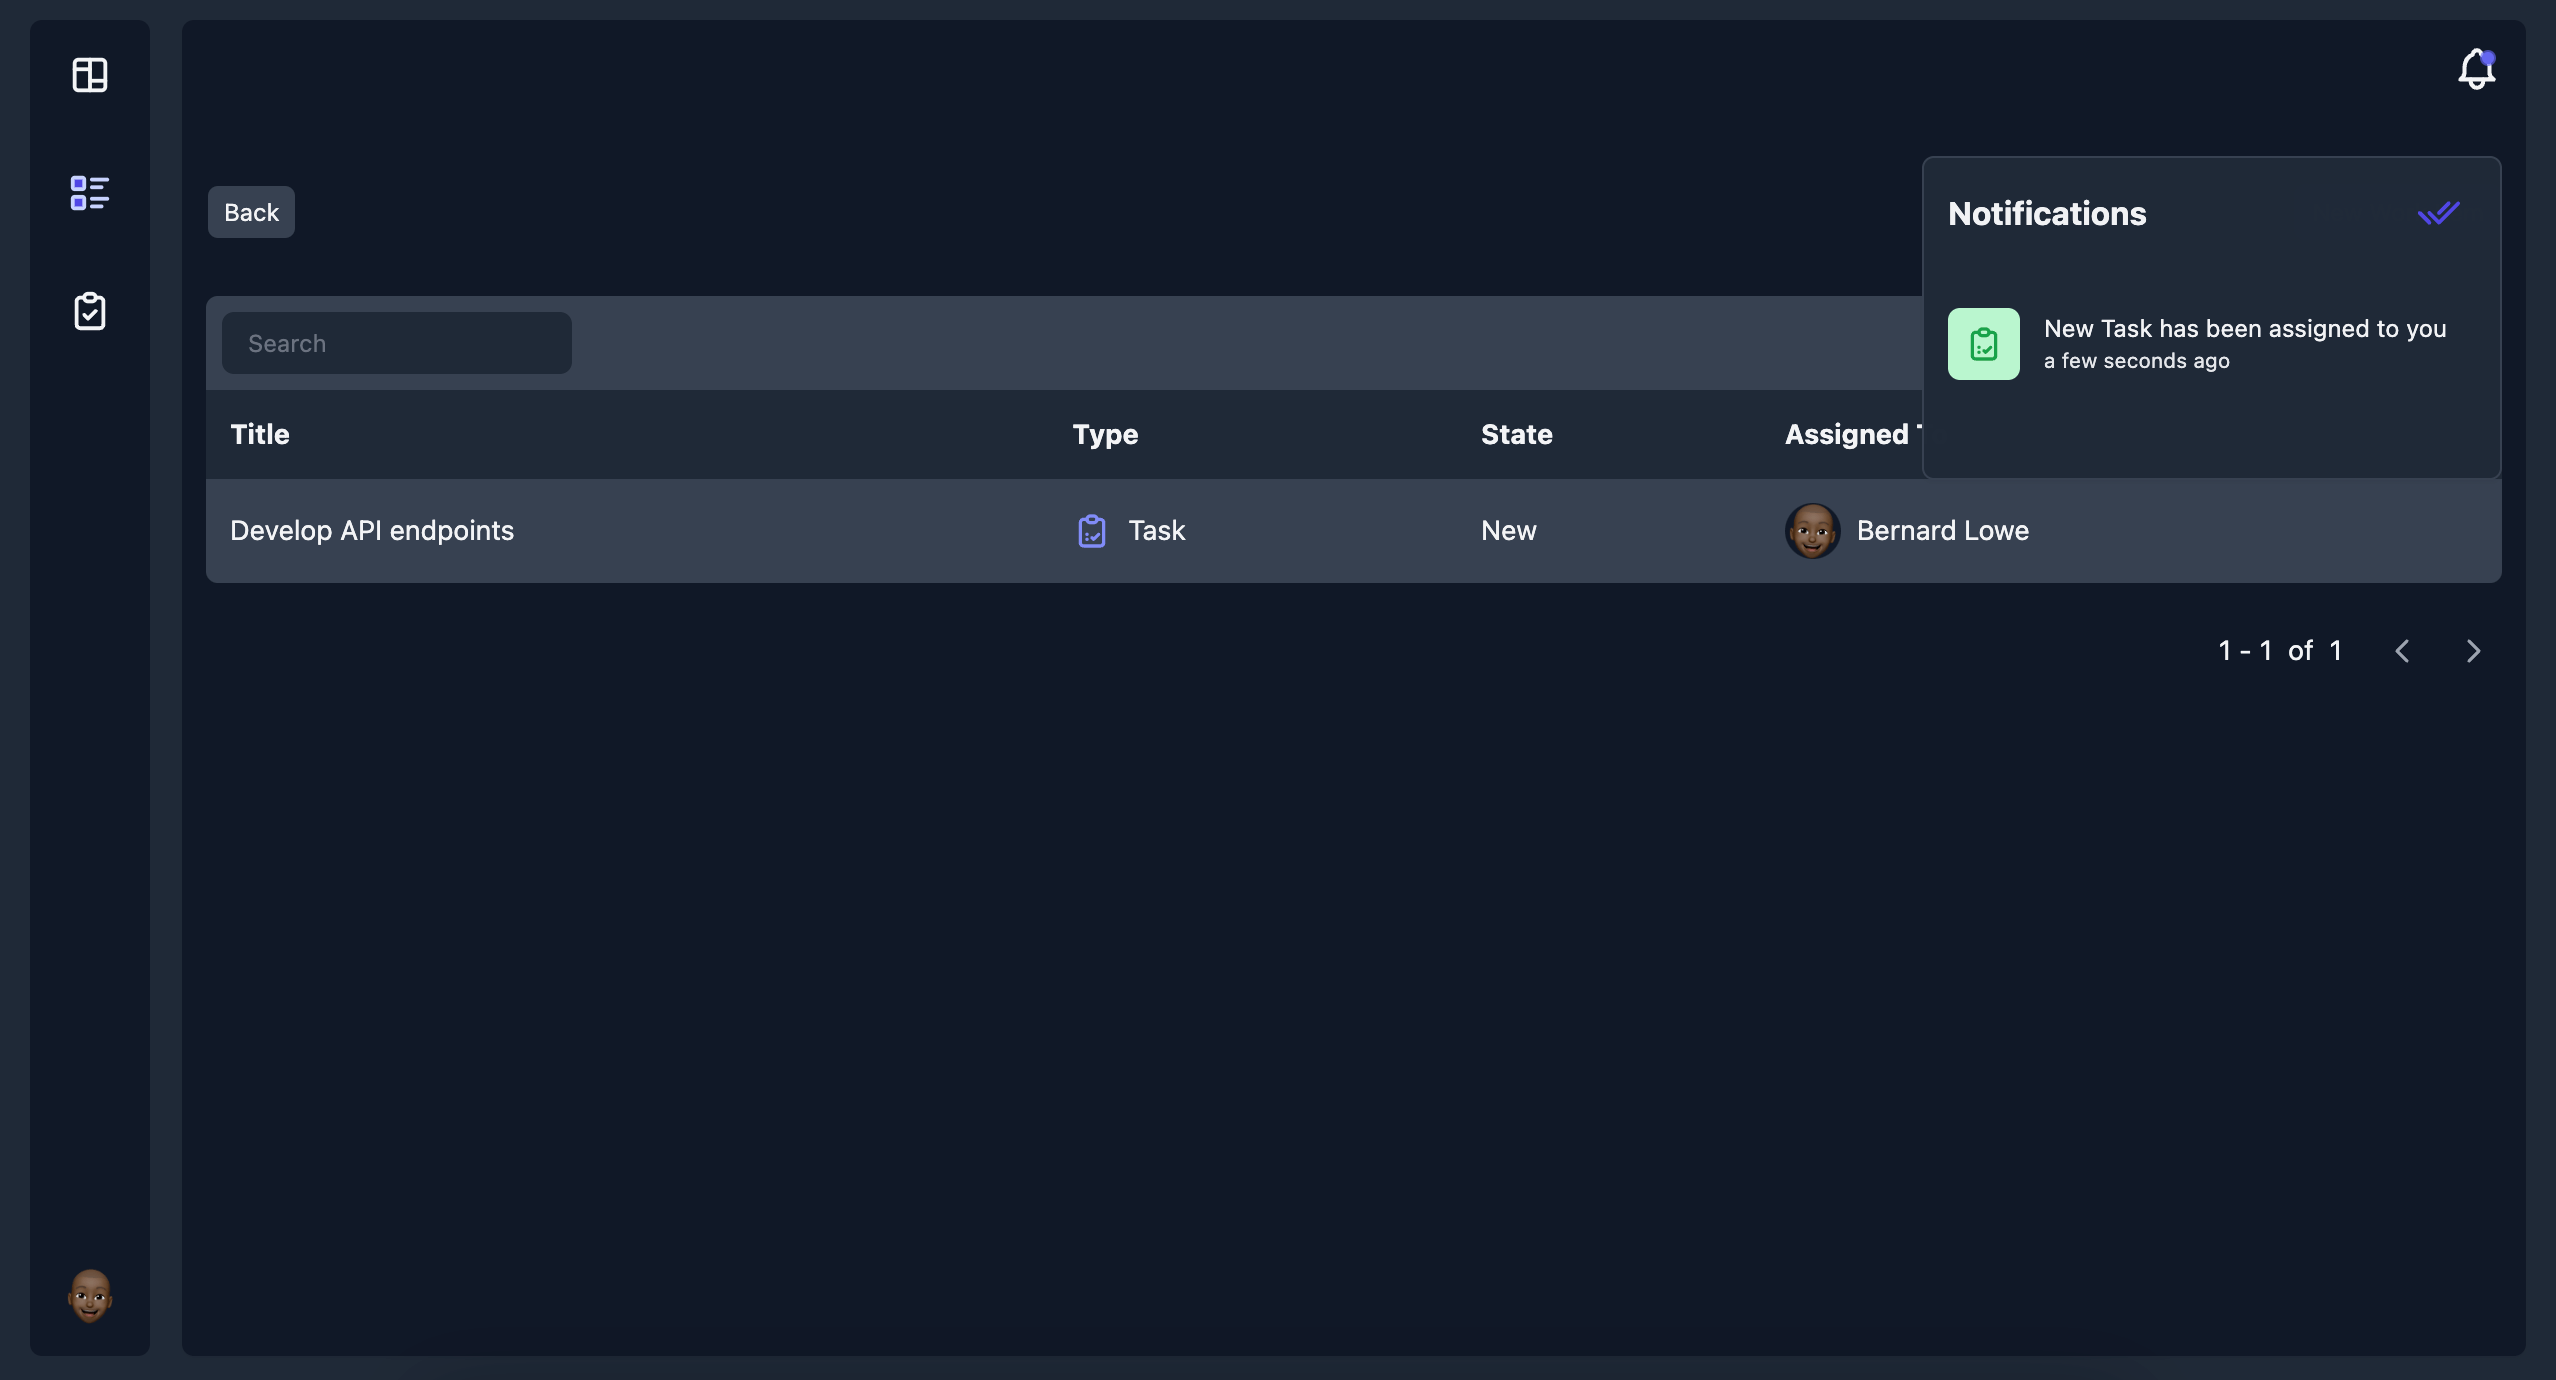 Back
Notifications
New Task has been assigned to you
a few seconds ago
Search
Title Type State Assigned
Develop API endpoints Task New Bernard Lowe
1 - 1 of 1